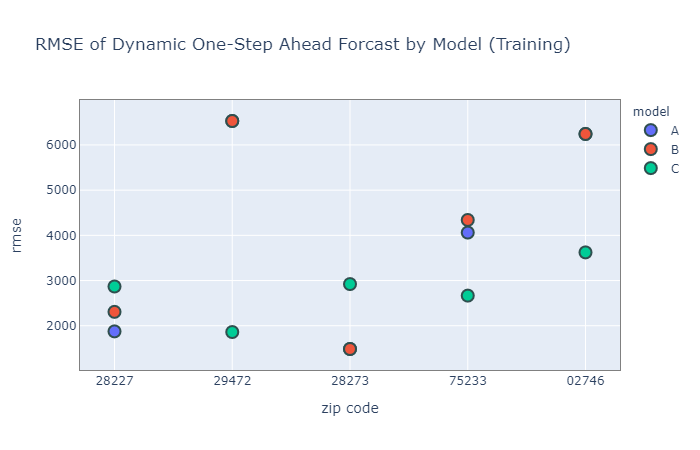 RMSE of Dynamic One-Step Ahead Forcast by Model (Training)
model
A
B
C
6000
5000
4000
3000
2000
rmse
28227 29472 28273 75233 02746
zip code